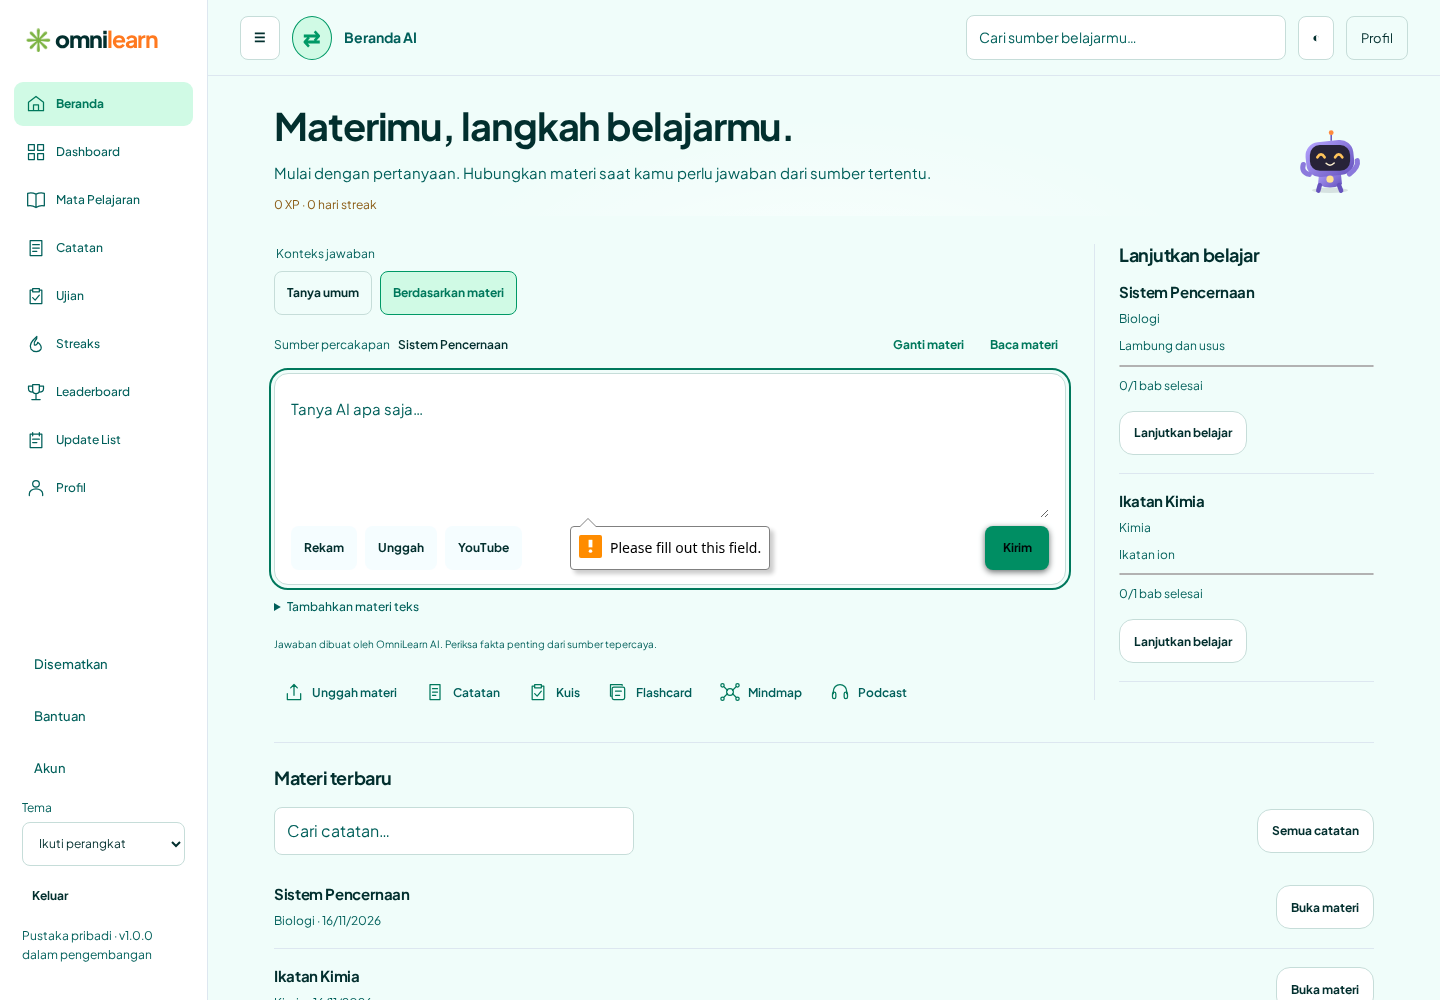 omnilearn
Beranda
Dashboard
Mata Pelajaran
Catatan
Ujian
Streaks
Leaderboard
Update List
Profil
Disematkan
Bantuan
Akun
Tema
Ikuti perangkat
Keluar
Pustaka pribadi · v1.0.0
dalam pengembangan
Beranda AI
Cari sumber belajarmu...
Profil
Materimu, langkah belajarmu.
Mulai dengan pertanyaan. Hubungkan materi saat kamu perlu jawaban dari sumber tertentu.
0 XP · 0 hari streak
Konteks jawaban
Tanya umum
Berdasarkan materi
Sumber percakapan Sistem Pencernaan
Ganti materi
Baca materi
Tanya AI apa saja...
Rekam
Unggah
YouTube
Please fill out this field.
Kirim
Tambahkan materi teks
Jawaban dibuat oleh OmniLearn AI. Periksa fakta penting dari sumber tepercaya.
Unggah materi
Catatan
Kuis
Flashcard
Mindmap
Podcast
Lanjutkan belajar
Sistem Pencernaan
Biologi
Lambung dan usus
0/1 bab selesai
Lanjutkan belajar
Ikatan Kimia
Kimia
Ikatan ion
0/1 bab selesai
Lanjutkan belajar
Materi terbaru
Cari catatan...
Semua catatan
Sistem Pencernaan
Biologi · 16/11/2026
Buka materi
Ikatan Kimia
Kimia · 16/11/2026
Buka materi